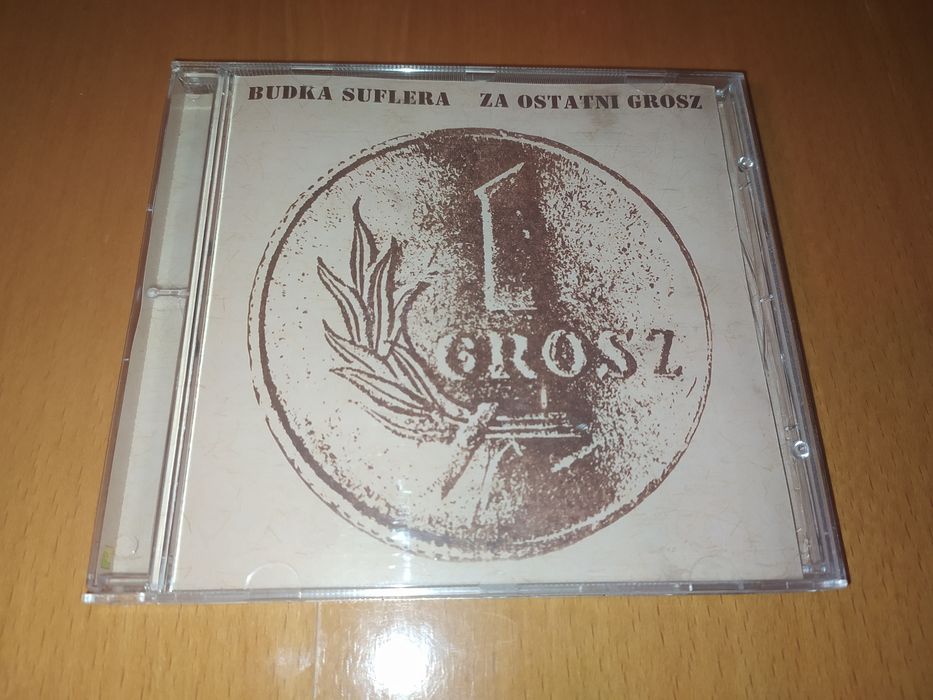 BUDKA SUFLERA ZA OSTATNI GROSZ
1
GROSZ